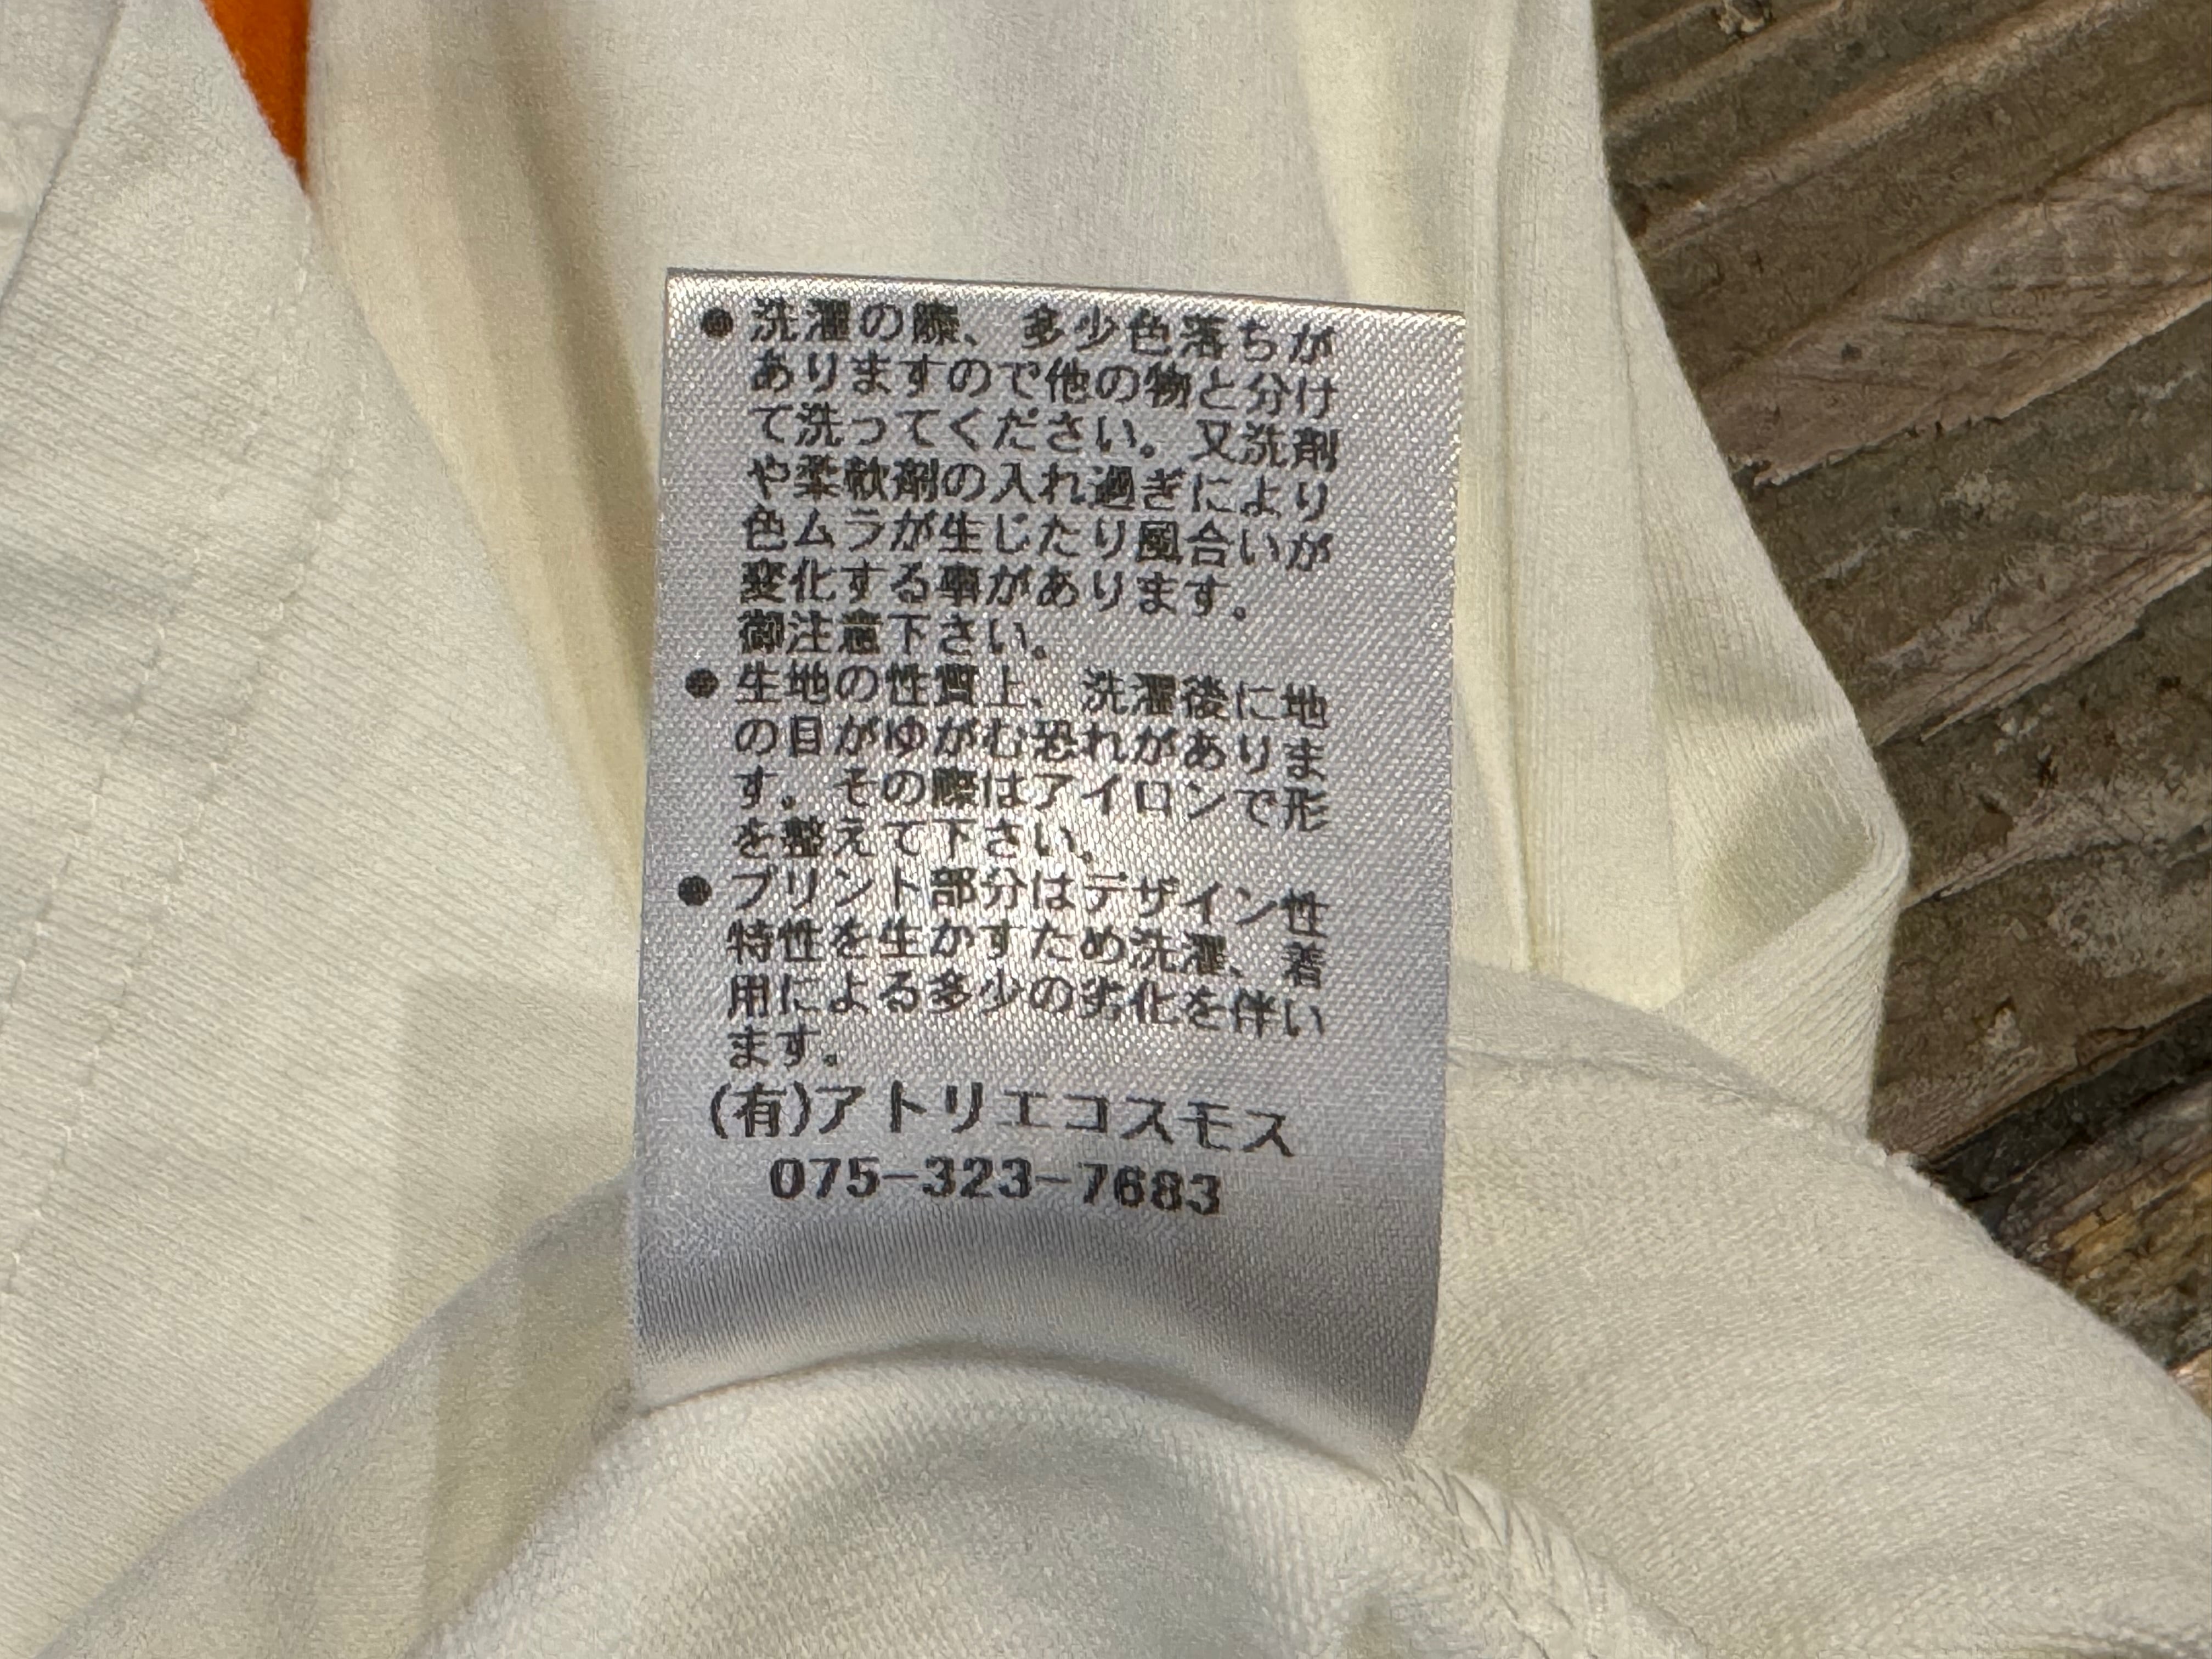 ●洗濯の際、多少色落ちが
ありますので他の物と分け
て洗ってください。又洗剤
や柔軟剤の入れ過ぎにより
色ムラが生じたり風合いが
変化する事があります。
御注意下さい。
●生地の性質上、洗濯後に地
の目がゆがむ恐れがありま
す。その際はアイロンで形
を整えて下さい。
●プリント部分はデザイン性
特性を生かすため洗濯、着
用による多少の劣化を伴い
ます。
(有)アトリエコスモス
075-323-7683